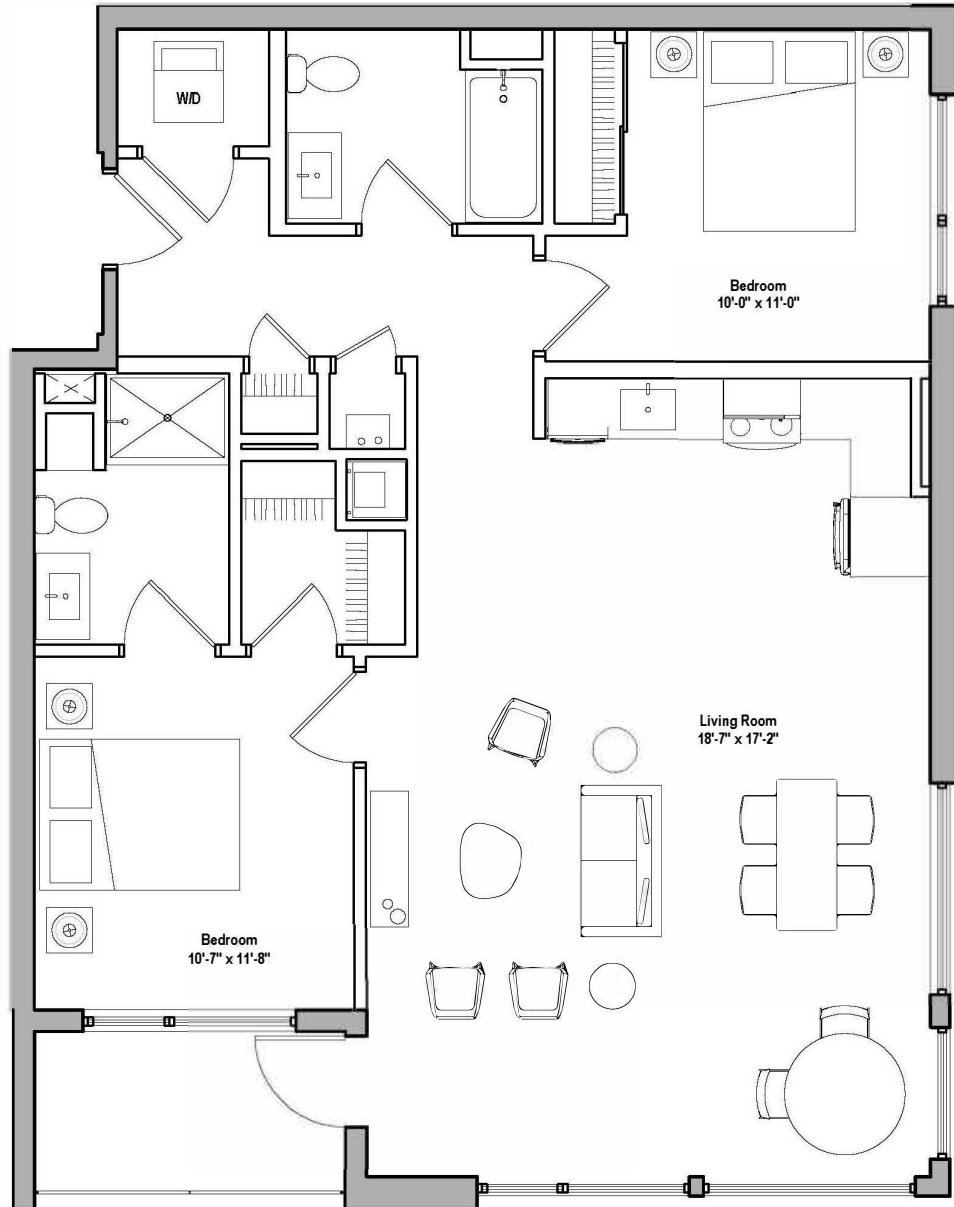 W/D
Bedroom
10'-0" x 11'-0"
Living Room
18'-7" x 17'-2"
Bedroom
10'-7" x 11'-8"